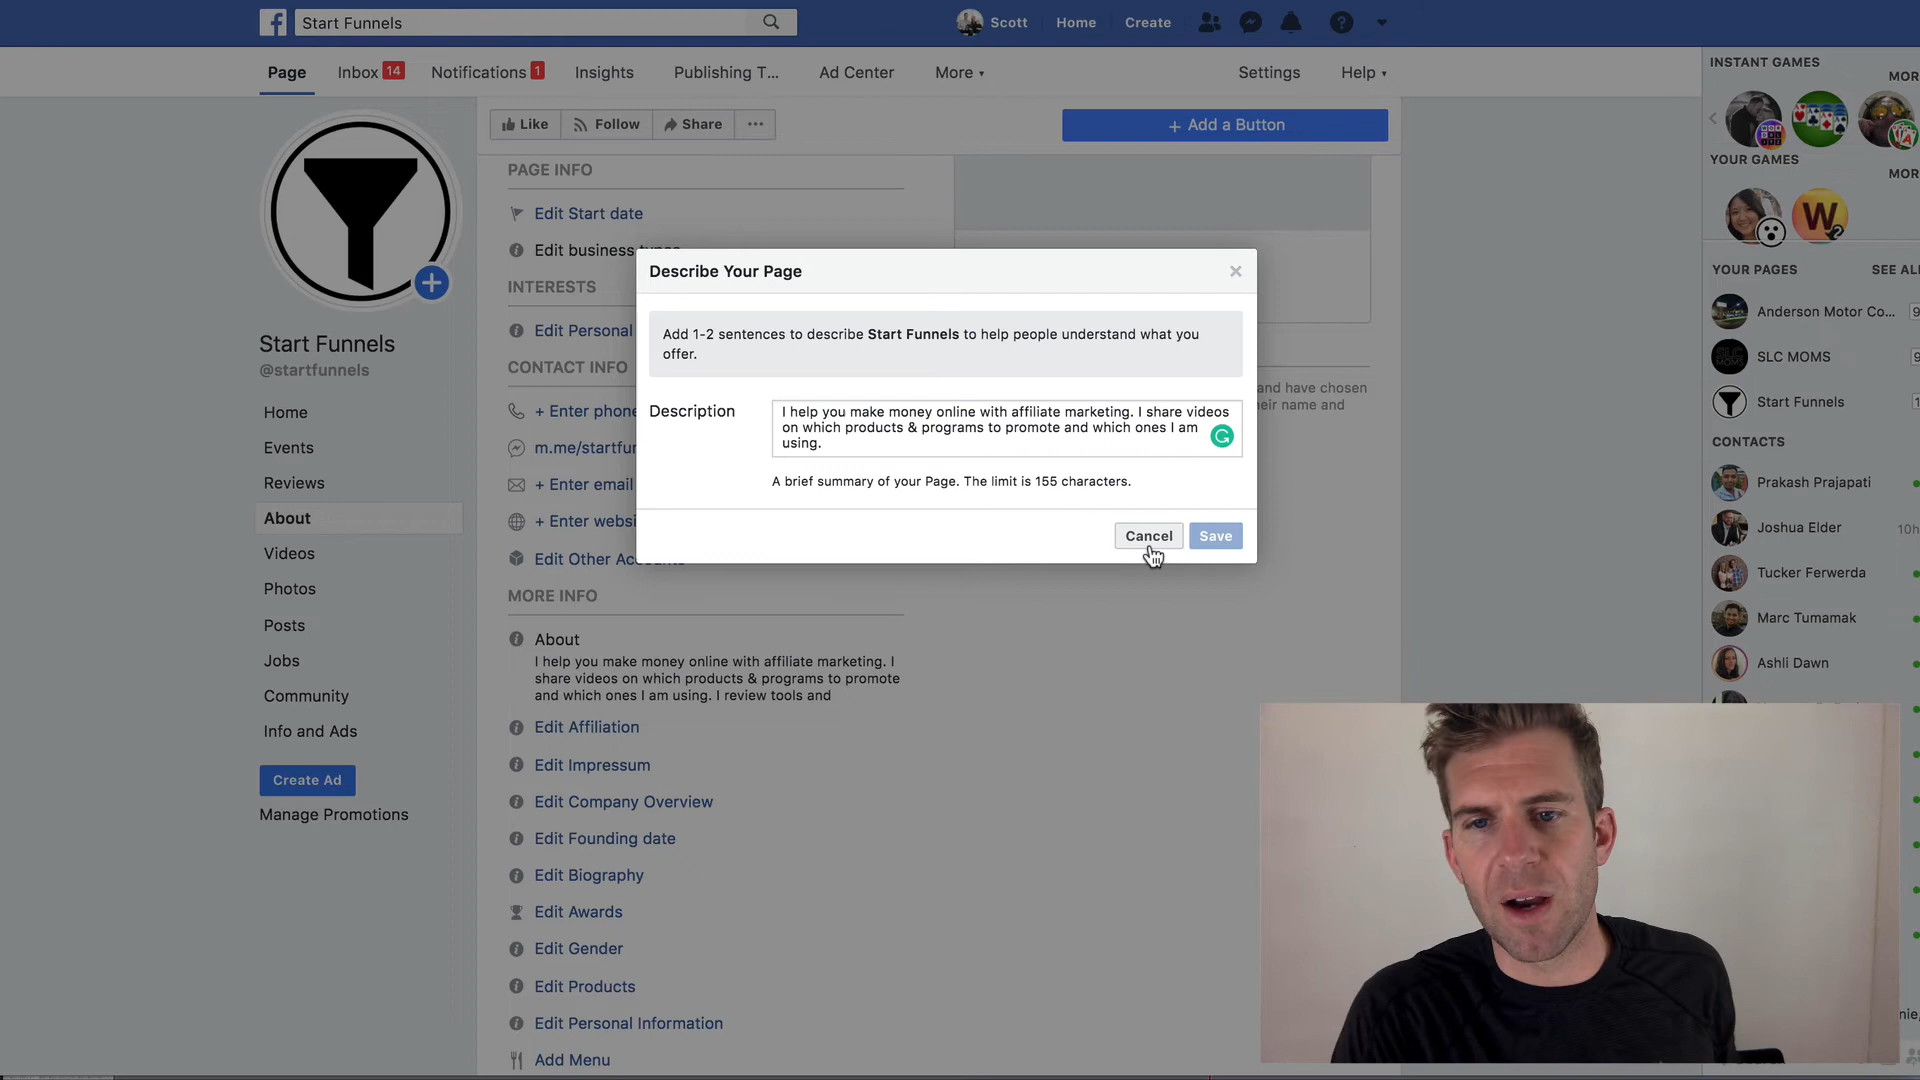 Start Funnels
Scott
Home
Create
Page
Inbox 14
Notifications 1
Insights
Publishing T...
Ad Center
More
Settings
Help
Like
Follow
Share
...
+ Add a Button
Start Funnels
@startfunnels
Home
Events
Reviews
About
Videos
Photos
Posts
Jobs
Community
Info and Ads
Create Ad
Manage Promotions
PAGE INFO
Edit Start date
Edit business types
INTERESTS
Edit Personal
CONTACT INFO
+ Enter phone
m.me/startfun
+ Enter email
+ Enter websi
Edit Other Accounts
MORE INFO
About
I help you make money online with affiliate marketing. I
share videos on which products & programs to promote
and which ones I am using. I review tools and
Edit Affiliation
Edit Impressum
Edit Company Overview
Edit Founding date
Edit Biography
Edit Awards
Edit Gender
Edit Products
Edit Personal Information
Add Menu
and have chosen
eir name and
Describe Your Page
Add 1-2 sentences to describe Start Funnels to help people understand what you
offer.
Description
I help you make money online with affiliate marketing. I share videos
on which products & programs to promote and which ones I am
using.
A brief summary of your Page. The limit is 155 characters.
Cancel
Save
INSTANT GAMES
MOR
YOUR GAMES
MOR
W
YOUR PAGES
SEE ALL
Anderson Motor Co...
9
SLC MOMS
9
Start Funnels
1
CONTACTS
Prakash Prajapati
Joshua Elder
10h
Tucker Ferwerda
Marc Tumamak
Ashli Dawn
nie,